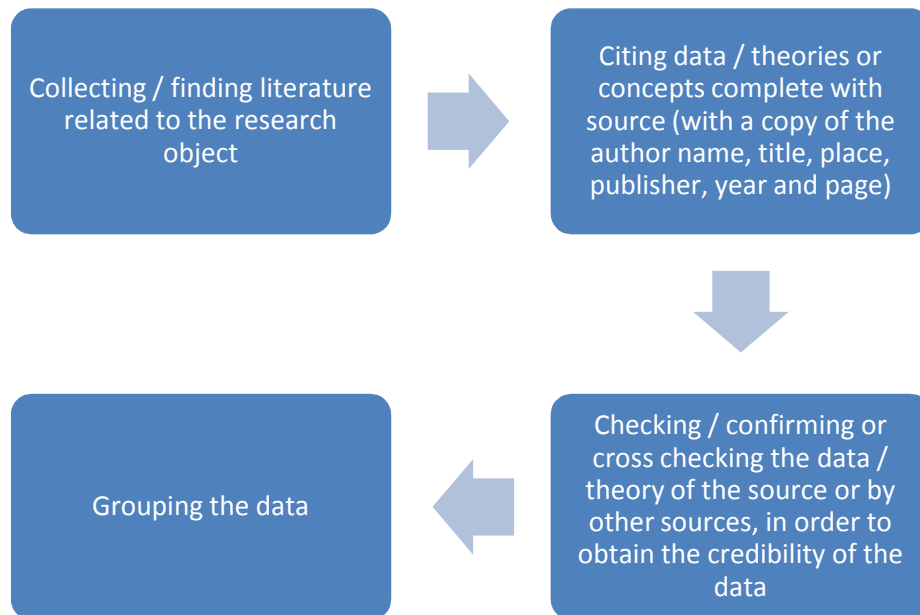 Collecting / finding literature
related to the research
object
Citing data / theories or
concepts complete with
source (with a copy of the
author name, title, place,
publisher, year and page)
Checking / confirming or
cross checking the data /
theory of the source or by
other sources, in order to
obtain the credibility of the
data
Grouping the data